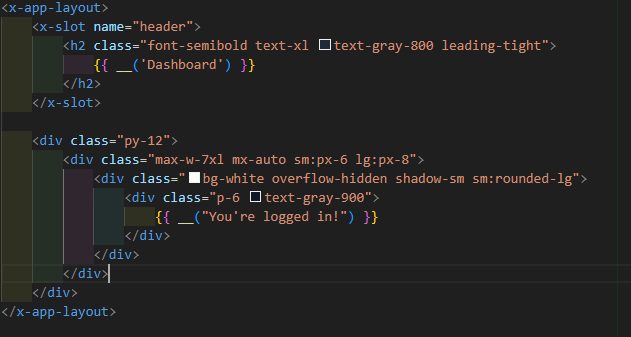 <x-app-layout>
<x-slot name="header">
<h2 class="font-semibold text-xl text-gray-800 leading-tight">
{{ __('Dashboard') }}
</h2>
</x-slot>
<div class="py-12">
<div class="max-w-7xl mx-auto sm:px-6 lg:px-8">
<div class="bg-white overflow-hidden shadow-sm sm:rounded-lg">
<div class="p-6 text-gray-900">
{{ __("You're logged in!") }}
</div>
</div>
</div>
</div>
</x-app-layout>